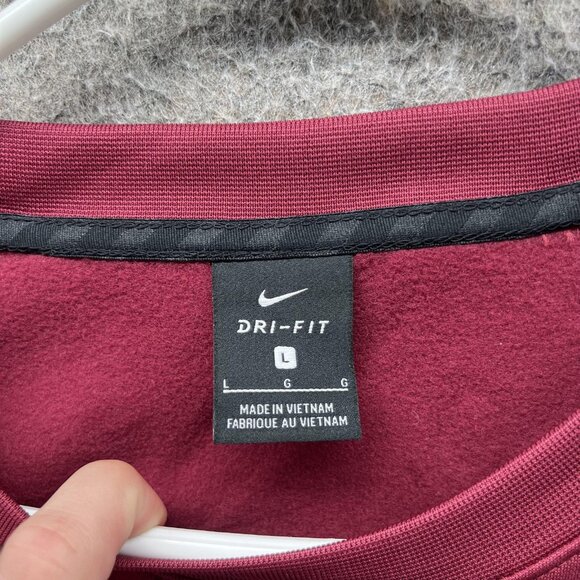 DRI-FIT
L
L G G
MADE IN VIETNAM
FABRIQUE AU VIETNAM